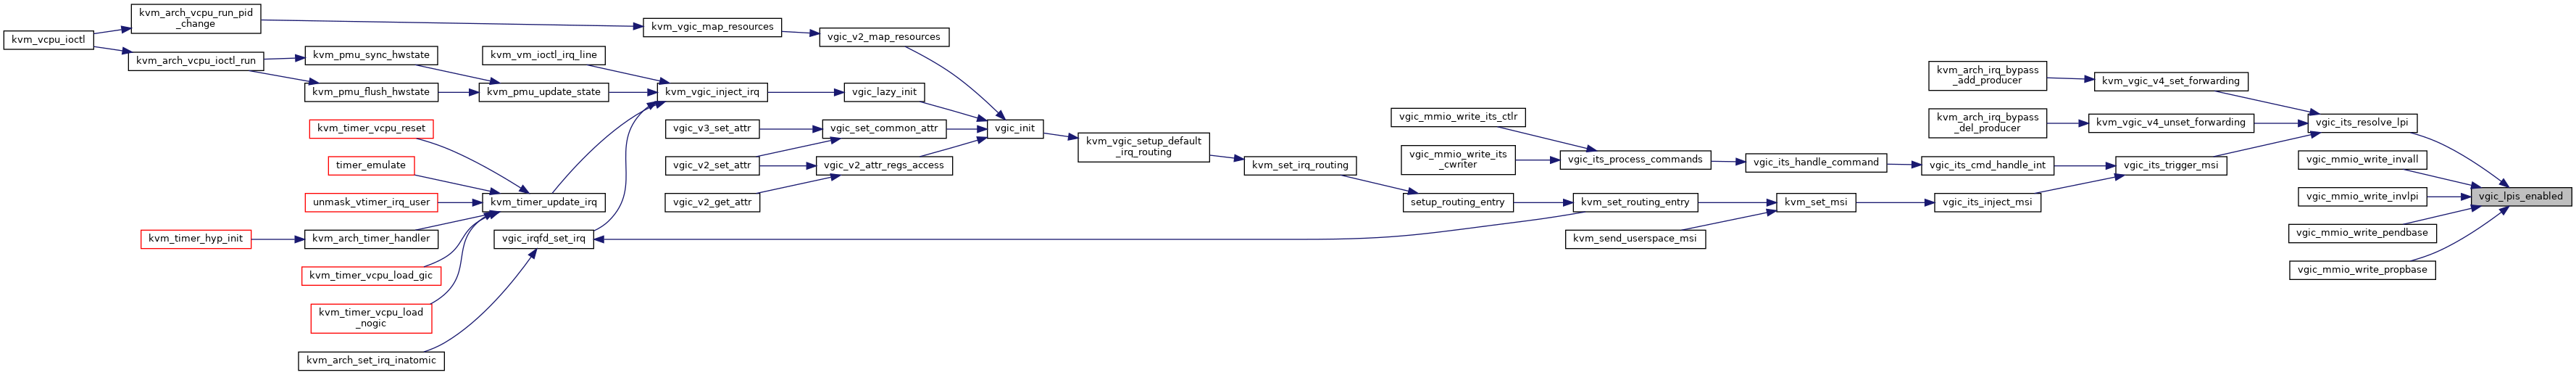 kvm_vcpu_ioctl
kvm_arch_vcpu_run_pid
_change
kvm_arch_vcpu_ioctl_run
kvm_pmu_sync_hwstate
kvm_pmu_flush_hwstate
kvm_timer_vcpu_reset
timer_emulate
unmask_vtimer_irq_user
kvm_timer_hyp_init
kvm_arch_timer_handler
kvm_timer_vcpu_load_gic
kvm_timer_vcpu_load
_nogic
kvm_arch_set_irq_inatomic
kvm_vm_ioctl_irq_line
kvm_pmu_update_state
kvm_timer_update_irq
vgic_irqfd_set_irq
kvm_vgic_map_resources
kvm_vgic_inject_irq
vgic_v3_set_attr
vgic_v2_set_attr
vgic_v2_get_attr
vgic_v2_map_resources
vgic_lazy_init
vgic_set_common_attr
vgic_v2_attr_regs_access
vgic_init
kvm_vgic_setup_default
_irq_routing
kvm_set_irq_routing
vgic_mmio_write_its_ctlr
vgic_mmio_write_its
_cwriter
setup_routing_entry
vgic_its_process_commands
kvm_set_routing_entry
kvm_send_userspace_msi
vgic_its_handle_command
kvm_set_msi
kvm_arch_irq_bypass
_add_producer
kvm_arch_irq_bypass
_del_producer
vgic_its_cmd_handle_int
vgic_its_inject_msi
kvm_vgic_v4_set_forwarding
kvm_vgic_v4_unset_forwarding
vgic_its_trigger_msi
vgic_its_resolve_lpi
vgic_mmio_write_invall
vgic_mmio_write_invlpi
vgic_mmio_write_pendbase
vgic_mmio_write_propbase
vgic_lpis_enabled